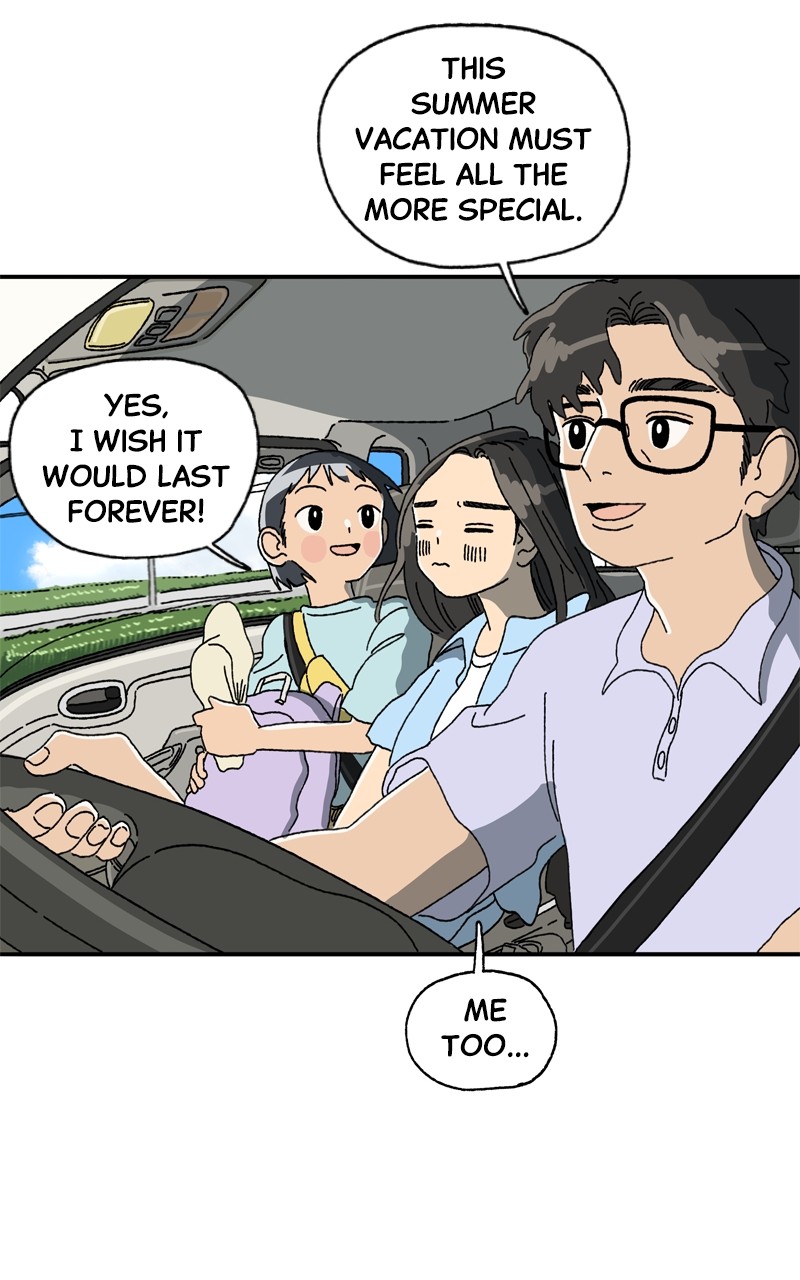 THIS
SUMMER
VACATION MUST
FEEL ALL THE
MORE SPECIAL.
YES,
I WISH IT
WOULD LAST
FOREVER!
ME
TOO...